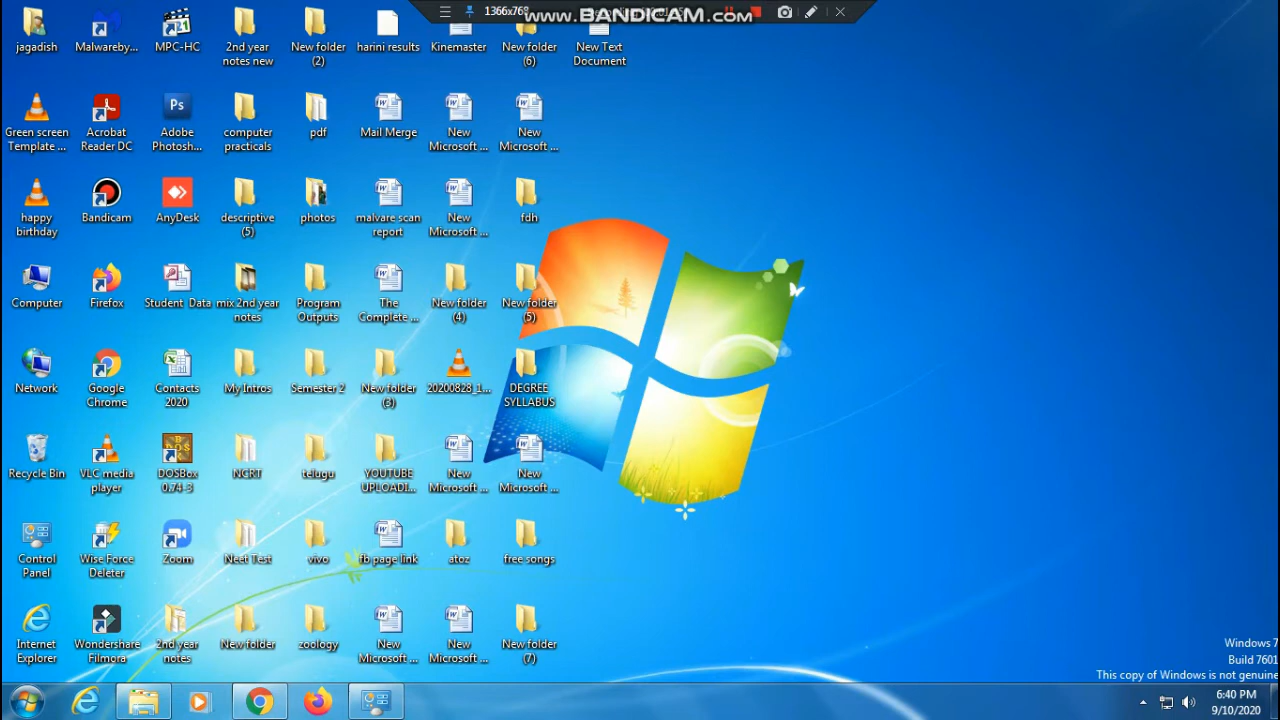 1366x768
www.BANDICAM.com
jagadish
Malwareby...
MPC-HC
2nd year
notes new
New folder
(2)
harini results
Kinemaster
New folder
(6)
New Text
Document
Green screen
Template ...
Acrobat
Reader DC
Ps
Adobe
Photosh...
computer
practicals
pdf
Mail Merge
New
Microsoft ...
New
Microsoft ...
happy
birthday
Bandicam
AnyDesk
descriptive
(5)
photos
malvare scan
report
New
Microsoft ...
fdh
Computer
Firefox
Student Data
mix 2nd year
notes
Program
Outputs
The
Complete ...
New folder
(4)
New folder
(5)
Network
Google
Chrome
Contacts
2020
My Intros
Semester 2
New folder
(3)
20200828_1...
DEGREE
SYLLABUS
Recycle Bin
VLC media
player
DOSBox
0.74-3
NCRT
telugu
YOUTUBE
UPLOADI...
New
Microsoft ...
New
Microsoft ...
Control
Panel
Wise Force
Deleter
Zoom
Neet Test
vivo
fb page link
atoz
free songs
Internet
Explorer
Wondershare
Filmora
2nd year
notes
New folder
zoology
New
Microsoft ...
New
Microsoft ...
New folder
(7)
Windows 7
Build 7601
This copy of Windows is not genuine
6:40 PM
9/10/2020